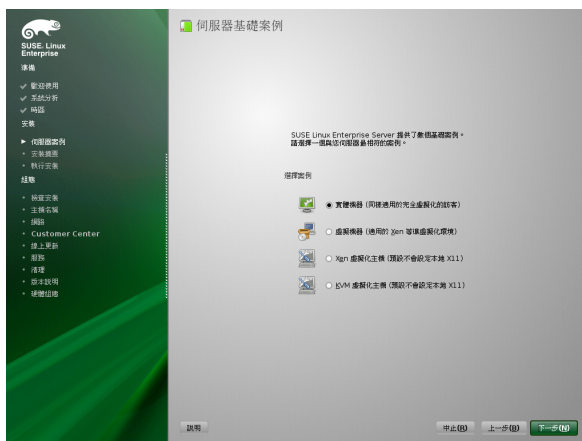 SUSE. Linux
Enterprise
準備
歡迎使用
系統分析
時區
安裝
伺服器案例
安裝摘要
執行安裝
組態
檢查安裝
主機名稱
網路
Customer Center
線上更新
服務
清理
版本說明
硬體組態
伺服器基礎案例
SUSE Linux Enterprise Server 提供了數個基礎案例。
請選擇一個與您伺服器最相符的案例。
選擇案例
實體機器 (同樣適用於完全虛擬化的訪客)
虛擬機器 (適用於 Xen 等準虛擬化環境)
Xen 虛擬化主機 (預設不會設定本地 X11)
KVM 虛擬化主機 (預設不會設定本地 X11)
說明
中止(R)
上一步(B)
下一步(N)